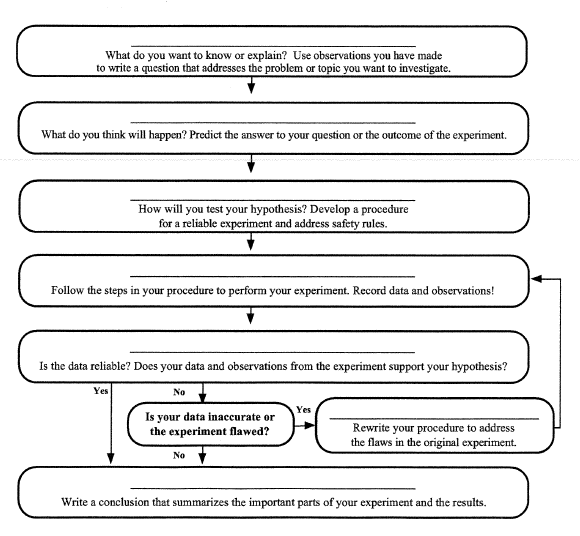 What do you want to know or explain? Use observations you have made
to write a question that addresses the problem or topic you want to investigate.
What do you think will happen? Predict the answer to your question or the outcome of the experiment.
How will you test your hypothesis? Develop a procedure
for a reliable experiment and address safety rules.
Follow the steps in your procedure to perform your experiment. Record data and observations!
Is the data reliable? Does your data and observations from the experiment support your hypothesis?
Yes
No
Is your data inaccurate or
the experiment flawed?
Yes
Rewrite your procedure to address
the flaws in the original experiment.
No
Write a conclusion that summarizes the important parts of your experiment and the results.